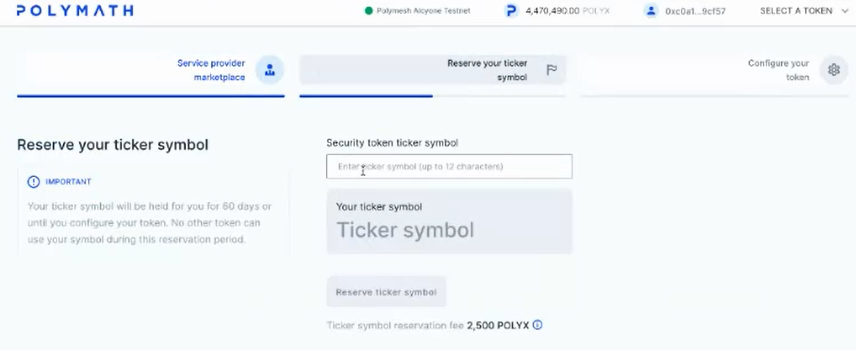 POLYMATH
Polymesh Alcyone Testnet
4,470,490.00 POLYX
0xc0a1...9cf57
SELECT A TOKEN
Service provider
marketplace
Reserve your ticker
symbol
Configure your
token
Reserve your ticker symbol
IMPORTANT
Your ticker symbol will be held for you for 60 days or
until you configure your token. No other token can
use your symbol during this reservation period.
Security token ticker symbol
Enter ticker symbol (up to 12 characters)
Your ticker symbol
Ticker symbol
Reserve ticker symbol
Ticker symbol reservation fee 2,500 POLYX